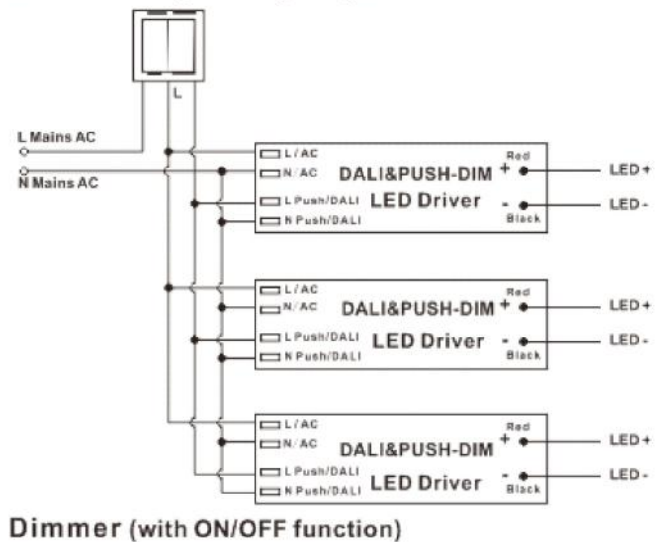 L
L Mains AC
N Mains AC
L/AC
N/AC
L Push/DALI
N Push/DALI
DALI&PUSH-DIM
LED Driver
Red
+
-
Black
LED+
LED-
L/AC
N/AC
L Push/DALI
N Push/DALI
DALI&PUSH-DIM
LED Driver
Red
+
-
Black
LED+
LED-
L/AC
N/AC
L Push/DALI
N Push/DALI
DALI&PUSH-DIM
LED Driver
Red
+
-
Black
LED+
LED-
Dimmer (with ON/OFF function)